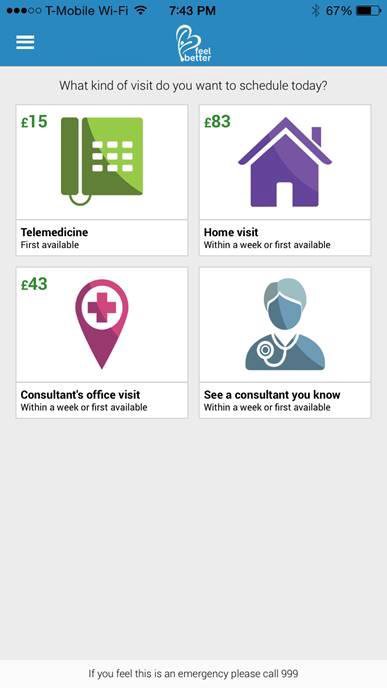 T-Mobile Wi-Fi 7:43 PM 67%
feel
better
What kind of visit do you want to schedule today?
£15
£83
Telemedicine
First available
Home visit
Within a week or first available
£43
Consultant's office visit
Within a week or first available
See a consultant you know
Within a week or first available
If you feel this is an emergency please call 999